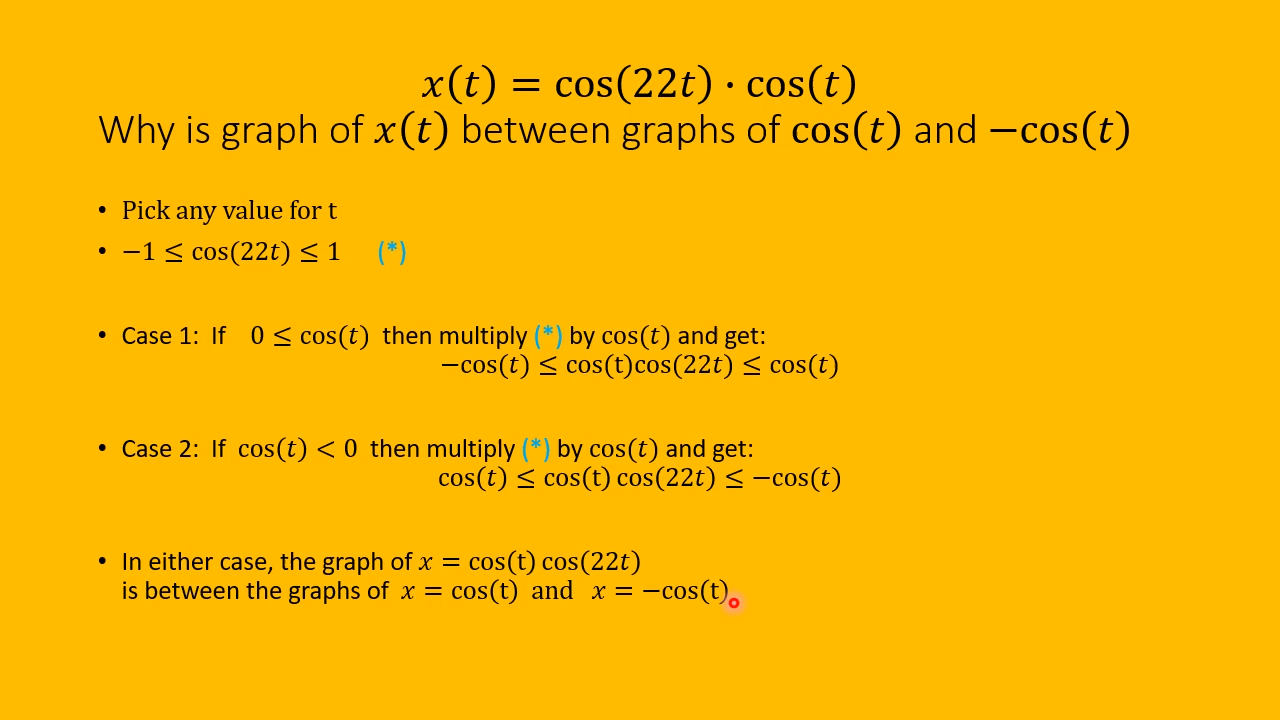 x(t) = cos(22t) · cos(t)
Why is graph of x(t) between graphs of cos(t) and −cos(t)
• Pick any value for t
• −1 ≤ cos(22t) ≤ 1 (*)
• Case 1: If 0 ≤ cos(t) then multiply (*) by cos(t) and get:
−cos(t) ≤ cos(t)cos(22t) ≤ cos(t)
• Case 2: If cos(t) < 0 then multiply (*) by cos(t) and get:
cos(t) ≤ cos(t) cos(22t) ≤ −cos(t)
• In either case, the graph of x = cos(t) cos(22t)
is between the graphs of x = cos(t) and x = −cos(t)